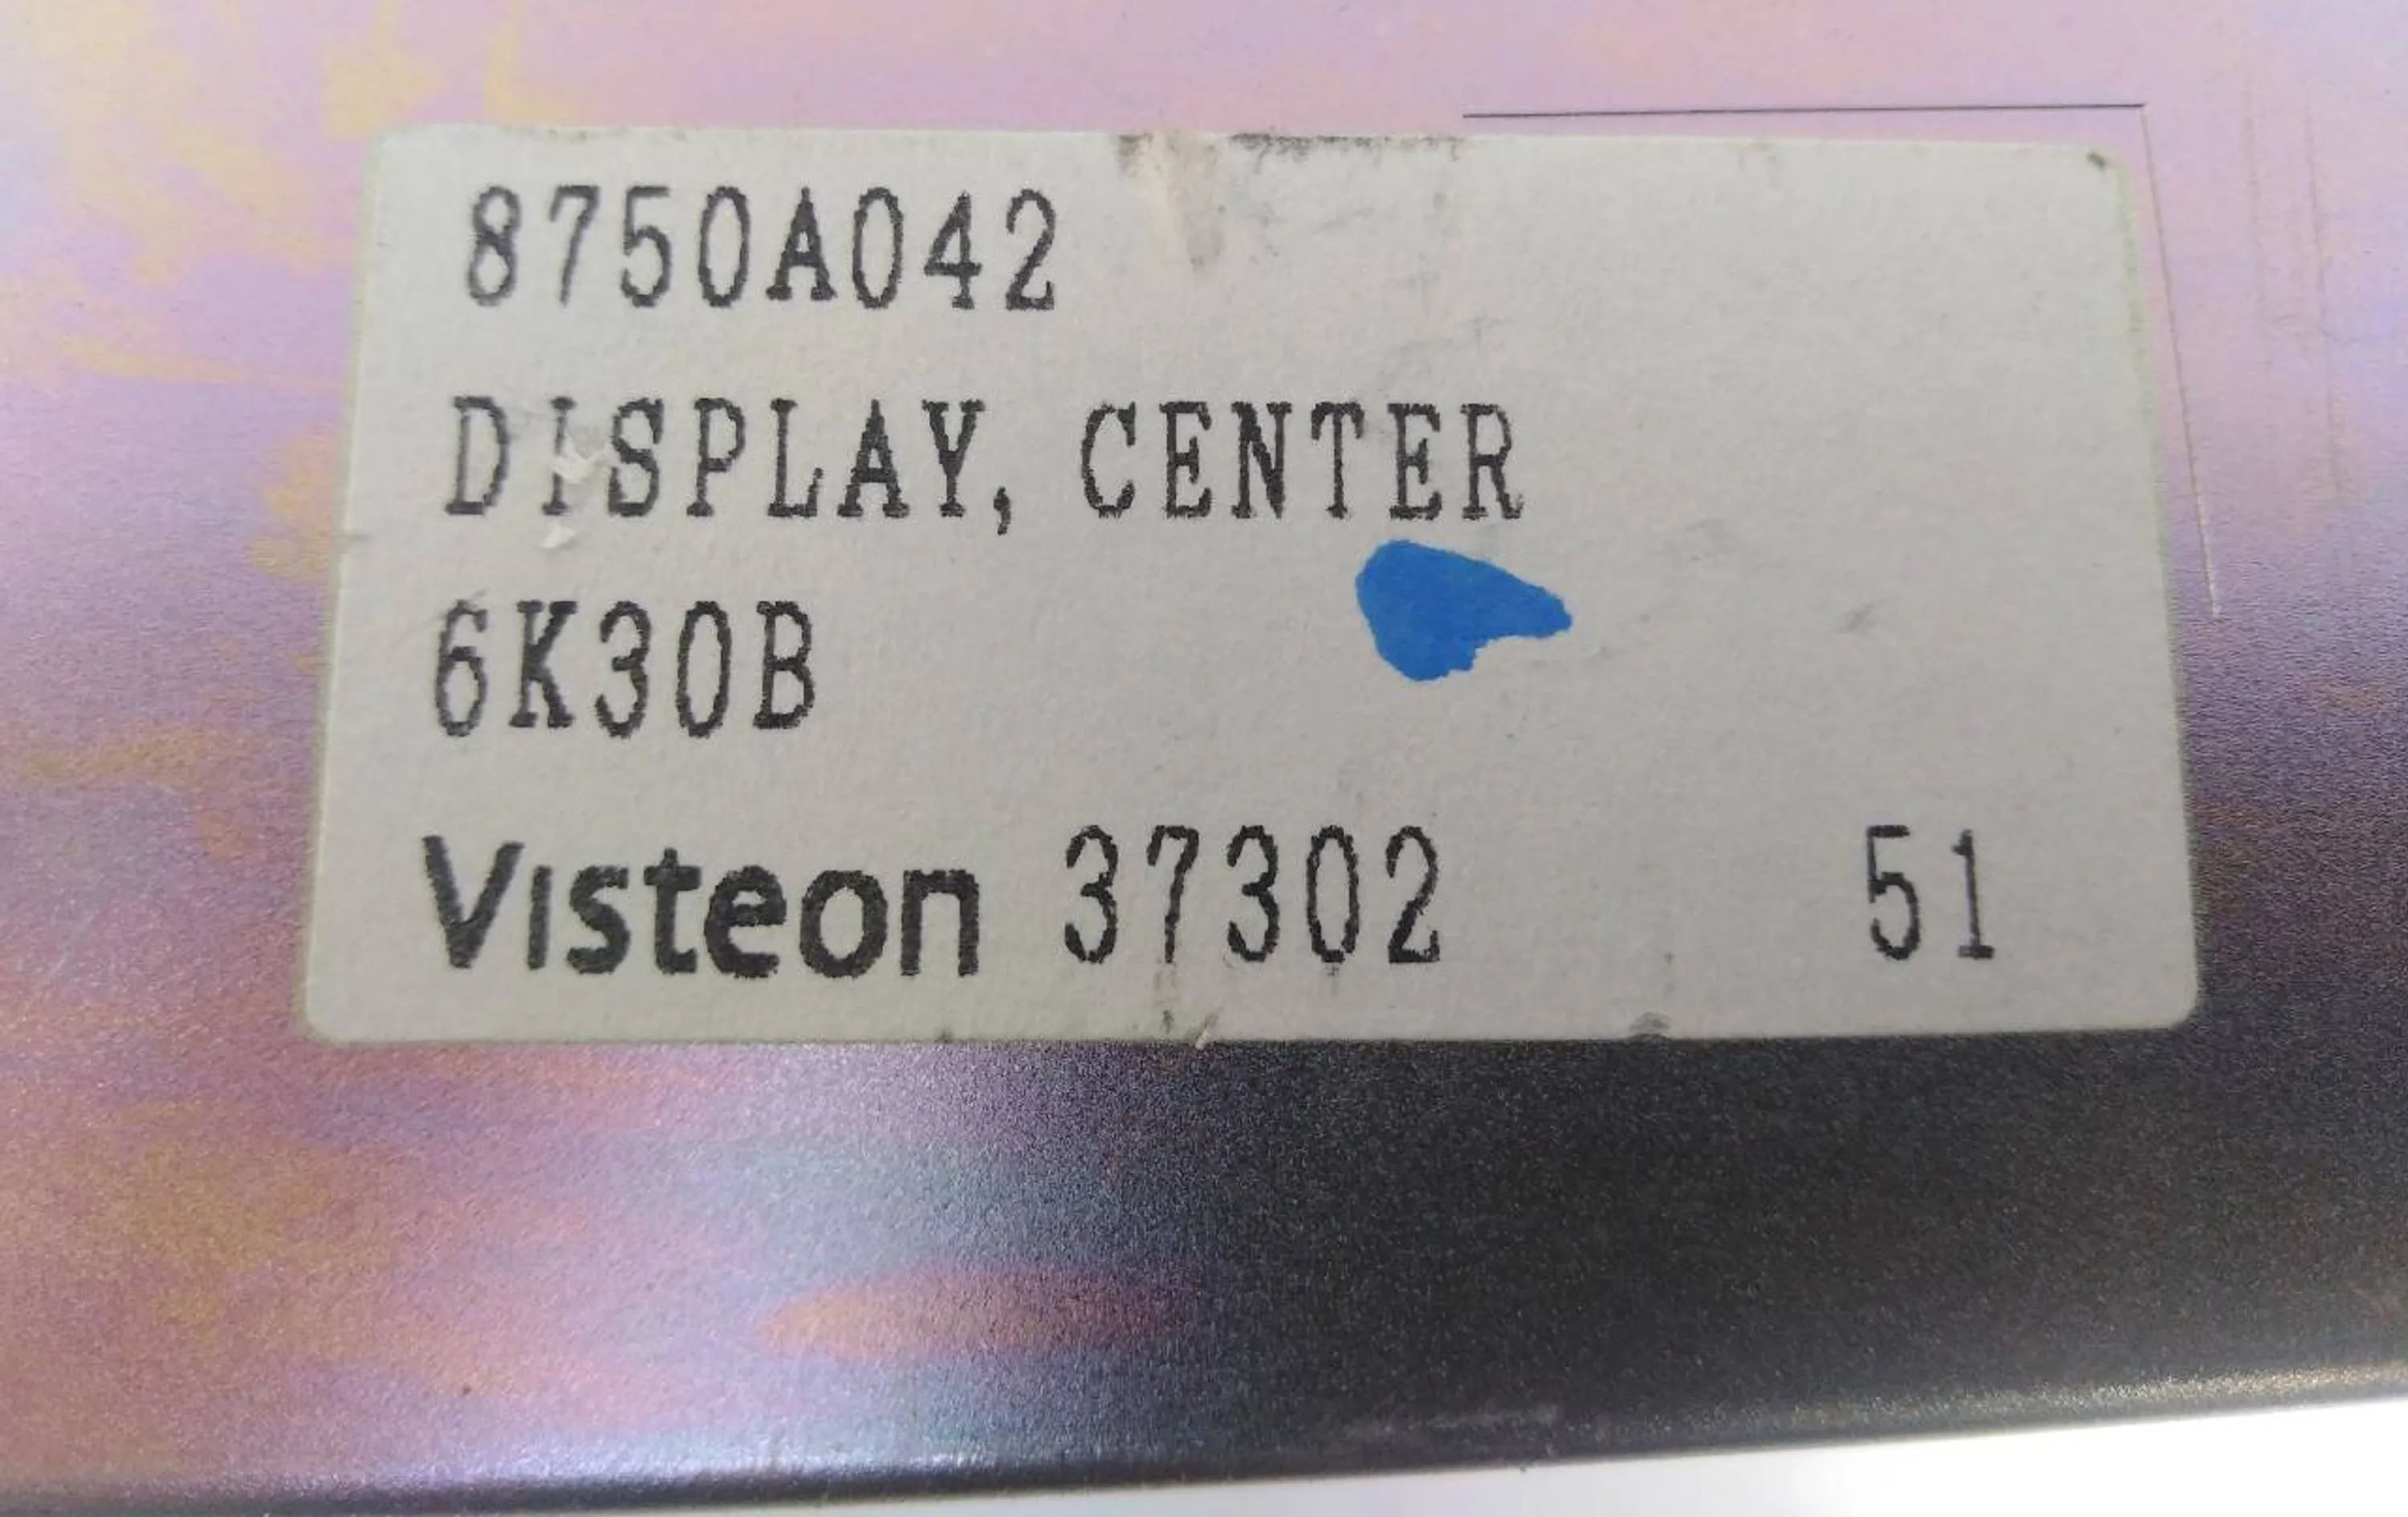 8750A042
DISPLAY, CENTER
6K30B
Visteon 37302 51